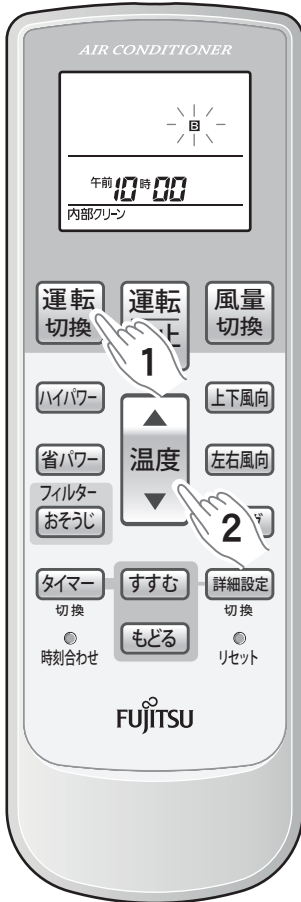 AIR CONDITIONER
B
午前10時00
内部クリーン
運転
切換
運転
止
風量
切換
1
ハイパワー
上下風向
省パワー
温度
左右風向
フィルター
おそうじ
2
タイマー
すすむ
詳細設定
切換
切換
時刻合わせ
もどる
リセット
FUJITSU